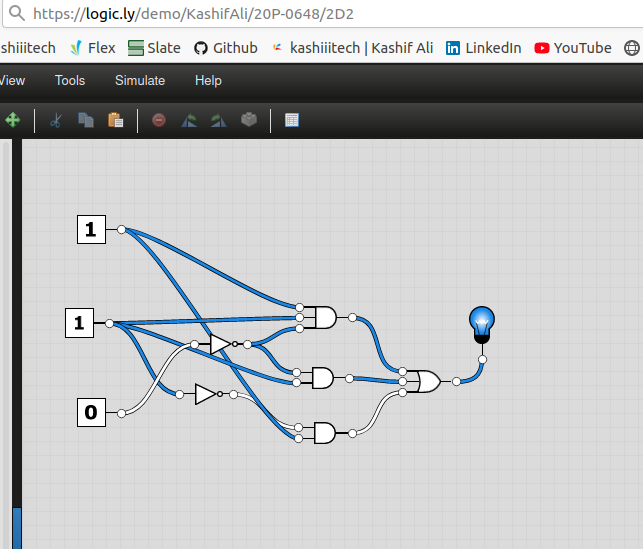 https://logic.ly/demo/KashifAli/20P-0648/2D2
shiiitech Flex Slate Github kashiiitech | Kashif Ali LinkedIn YouTube
View Tools Simulate Help
1
1
0